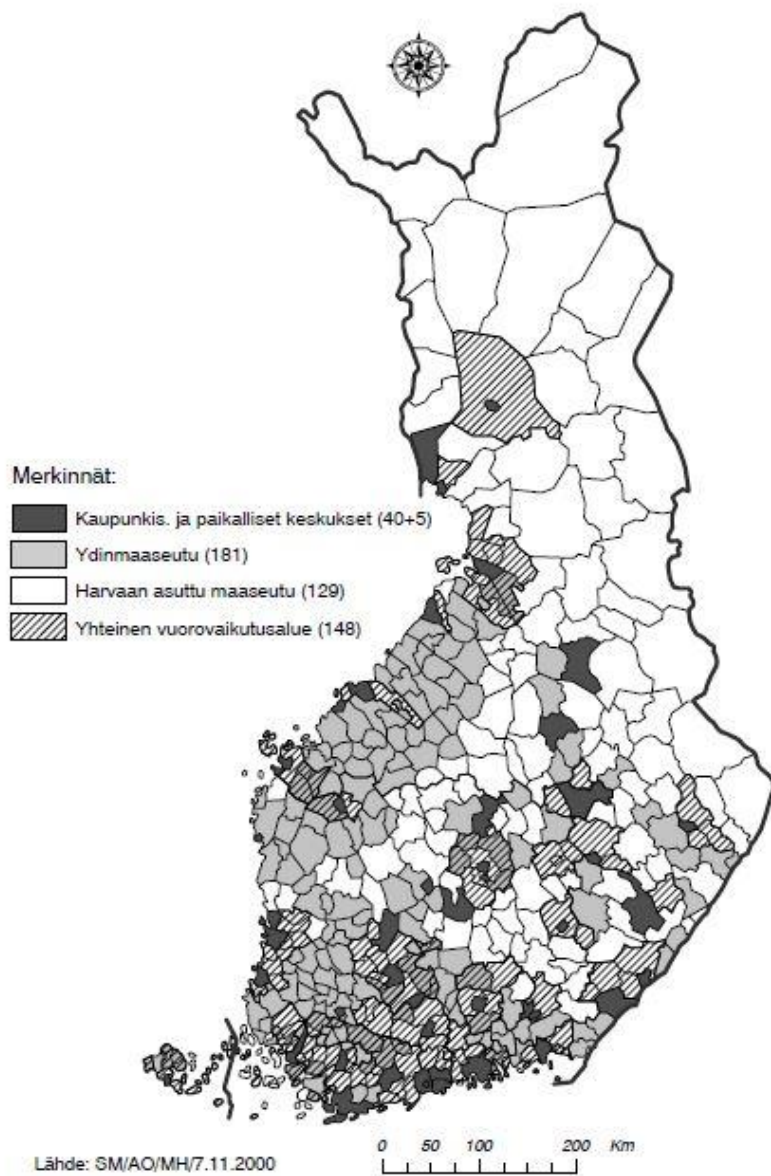 Merkinnät:
Kaupunkis. ja paikalliset keskukset (40+5)
Ydinmaaseutu (181)
Harvaan asuttu maaseutu (129)
Yhteinen vuorovaikutusalue (148)
Lähde: SM/AO/MH/7.11.2000
0 50 100 200 Km